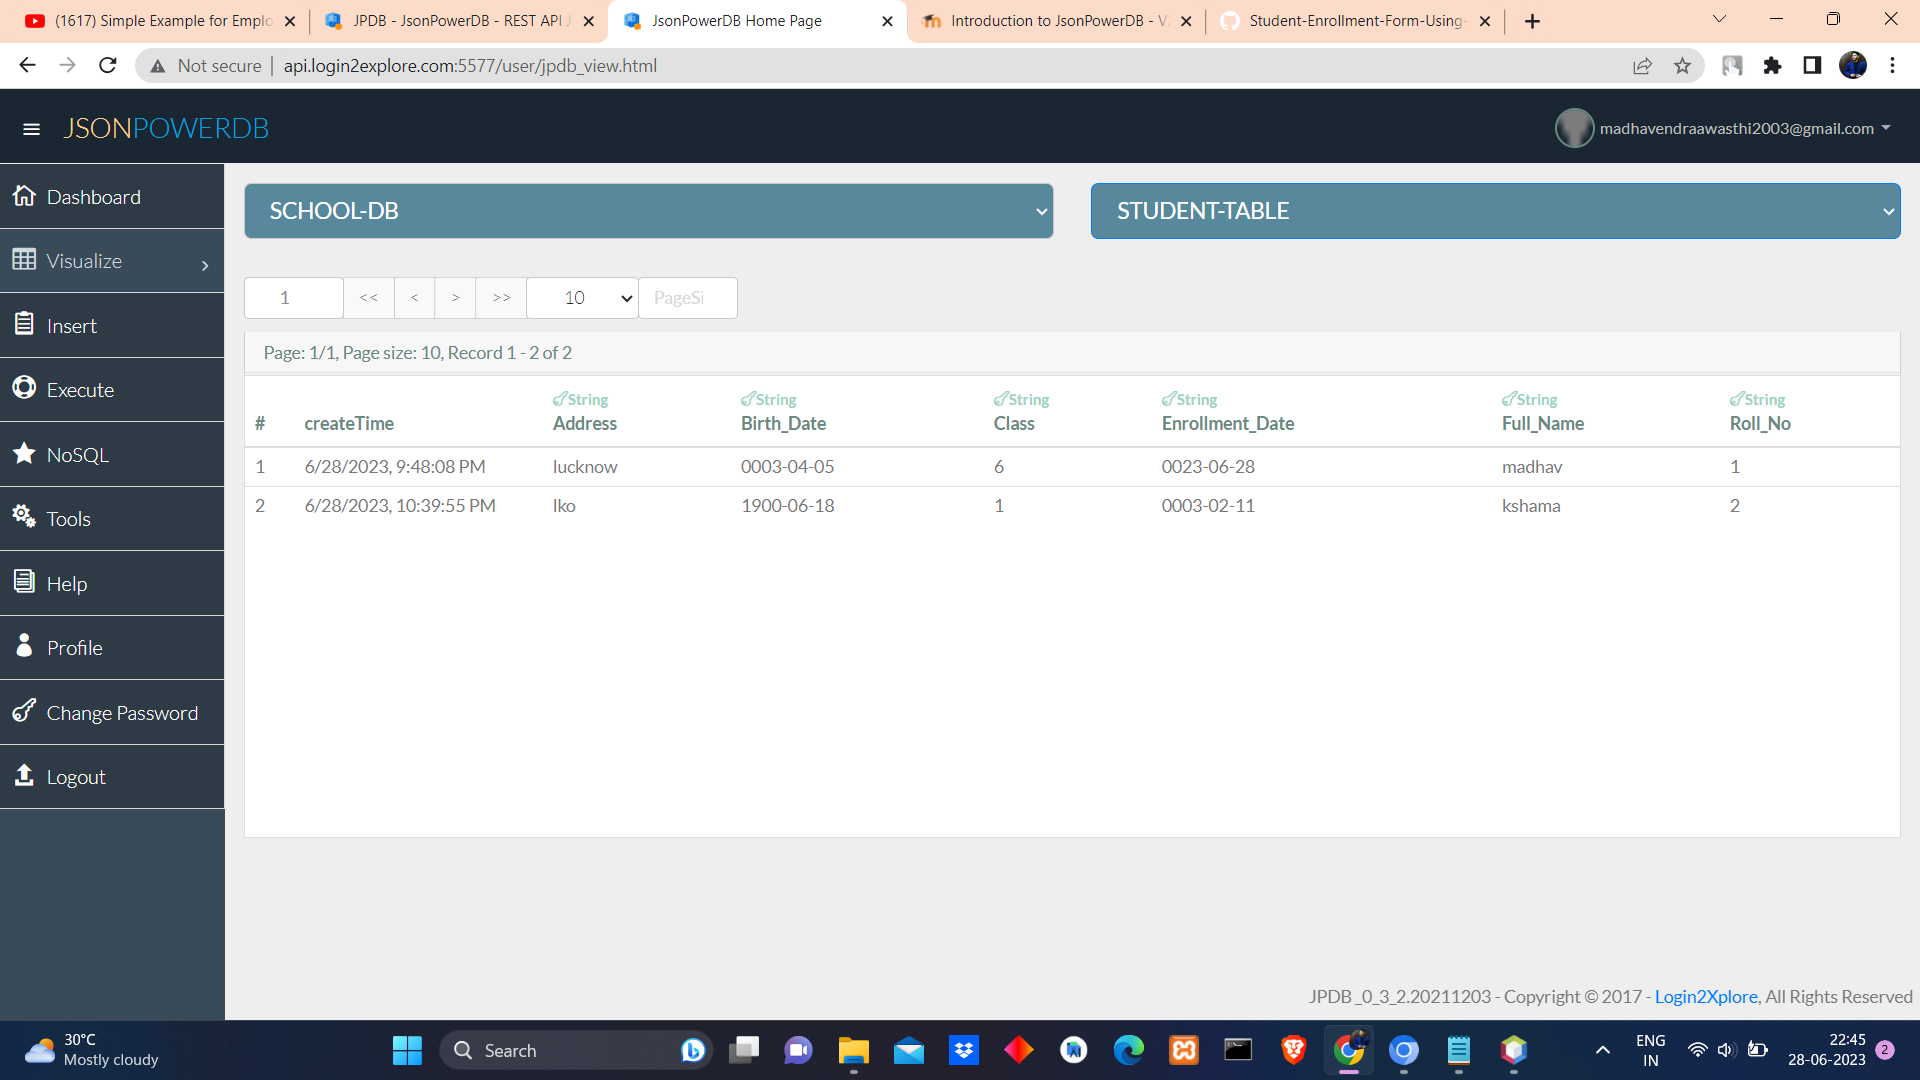 (1617) Simple Example for Emplo
JPDB - JsonPowerDB - REST API J
JsonPowerDB Home Page
Introduction to JsonPowerDB - Va
Student-Enrollment-Form-Using-
Not secure
api.login2explore.com:5577/user/jpdb_view.html
JSONPOWERDB
madhavendraawasthi2003@gmail.com
Dashboard
Visualize
Insert
Execute
NoSQL
Tools
Help
Profile
Change Password
Logout
SCHOOL-DB
STUDENT-TABLE
1 << < > >> 10 PageSi
Page: 1/1, Page size: 10, Record 1 - 2 of 2
String String String String String String
# createTime Address Birth_Date Class Enrollment_Date Full_Name Roll_No
1 6/28/2023, 9:48:08 PM lucknow 0003-04-05 6 0023-06-28 madhav 1
2 6/28/2023, 10:39:55 PM lko 1900-06-18 1 0003-02-11 kshama 2
JPDB_0_3_2.20211203 - Copyright © 2017 - Login2Xplore, All Rights Reserved
30°C
Mostly cloudy
Search
ENG
IN
22:45
28-06-2023
2